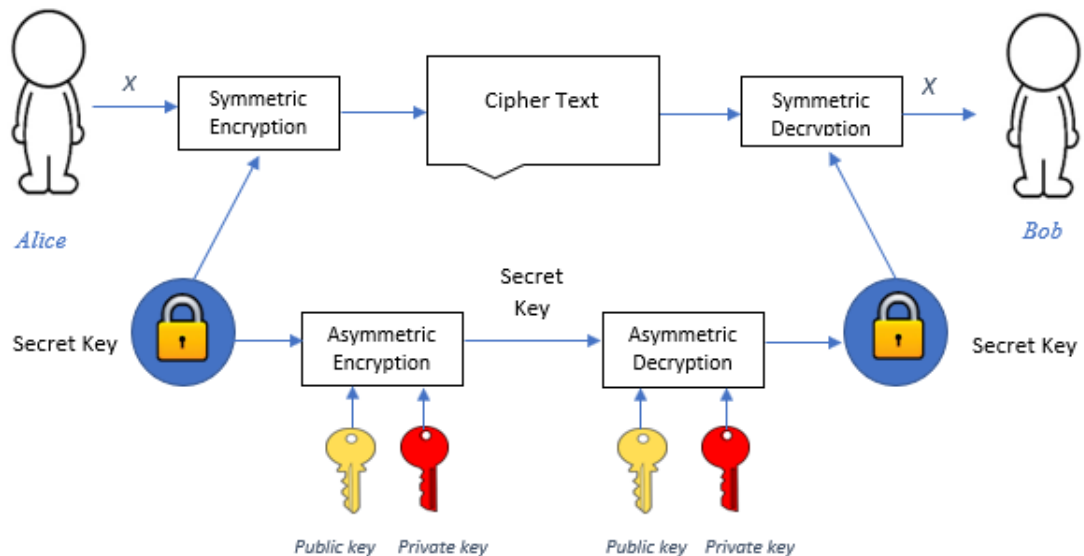 X
Symmetric
Encryption
Cipher Text
Symmetric
Decryption
X
Alice
Bob
Secret Key
Asymmetric
Encryption
Secret
Key
Asymmetric
Decryption
Secret Key
Public key
Private key
Public key
Private key